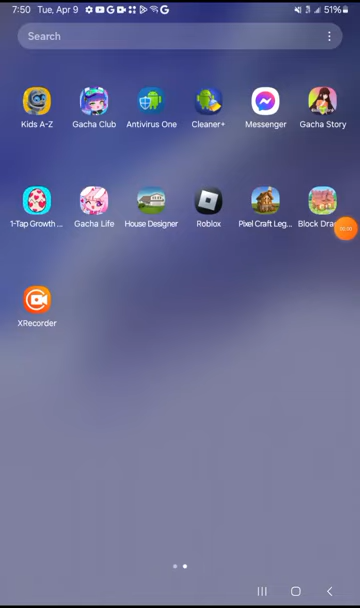 7:50 Tue, Apr 9 51%
Search
Kids A-Z Gacha Club Antivirus One Cleaner+ Messenger Gacha Story
1-Tap Growth ... Gacha Life House Designer Roblox Pixel Craft Leg... Block Dra
XRecorder